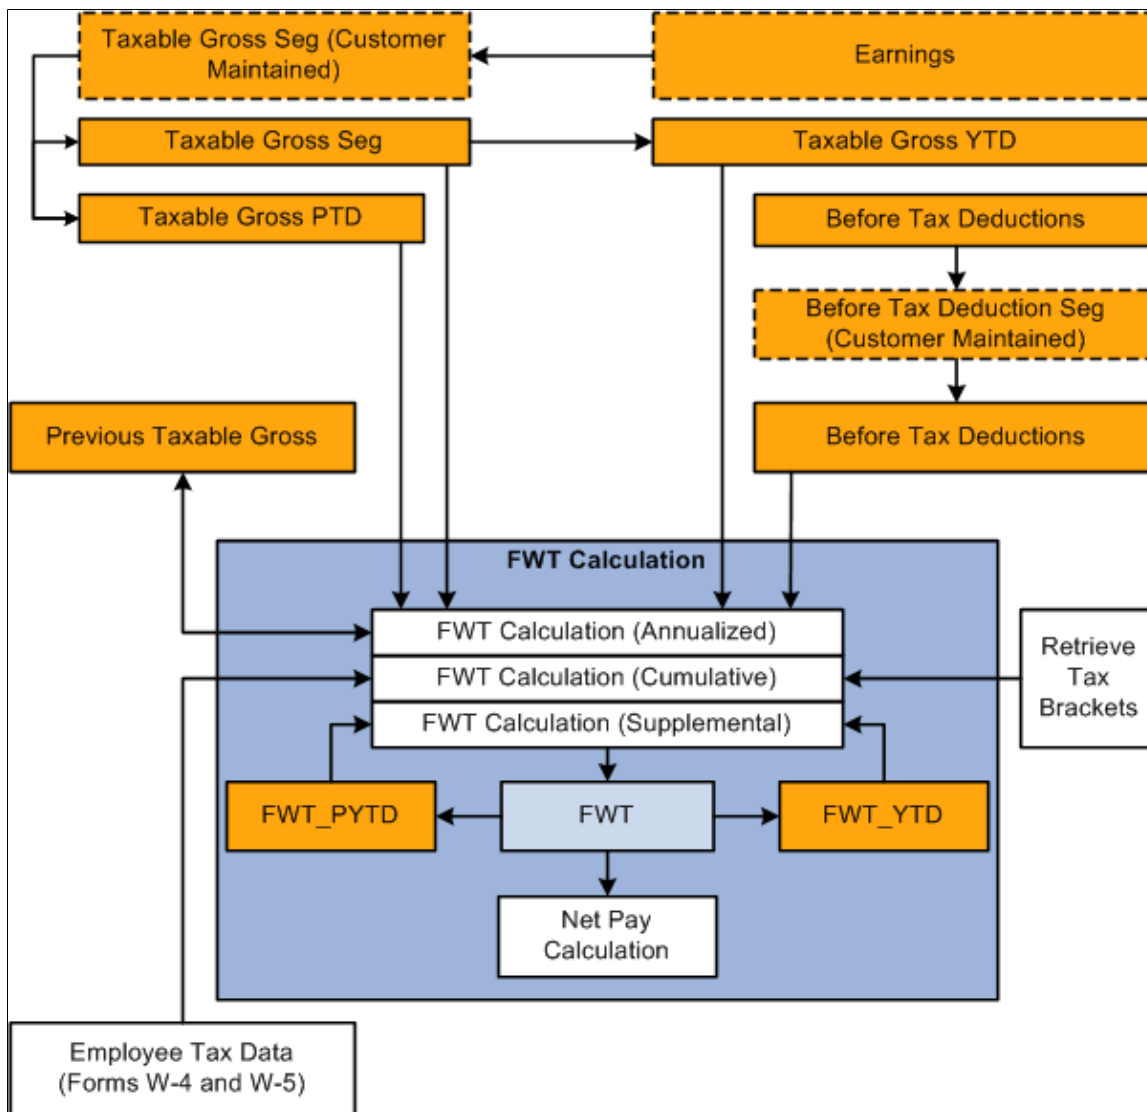 Taxable Gross Seg (Customer
Maintained)
Earnings
Taxable Gross Seg
Taxable Gross YTD
Taxable Gross PTD
Before Tax Deductions
Before Tax Deduction Seg
(Customer Maintained)
Previous Taxable Gross
Before Tax Deductions
FWT Calculation
FWT Calculation (Annualized)
FWT Calculation (Cumulative)
FWT Calculation (Supplemental)
Retrieve
Tax
Brackets
FWT_PYTD
FWT
FWT_YTD
Net Pay
Calculation
Employee Tax Data
(Forms W-4 and W-5)